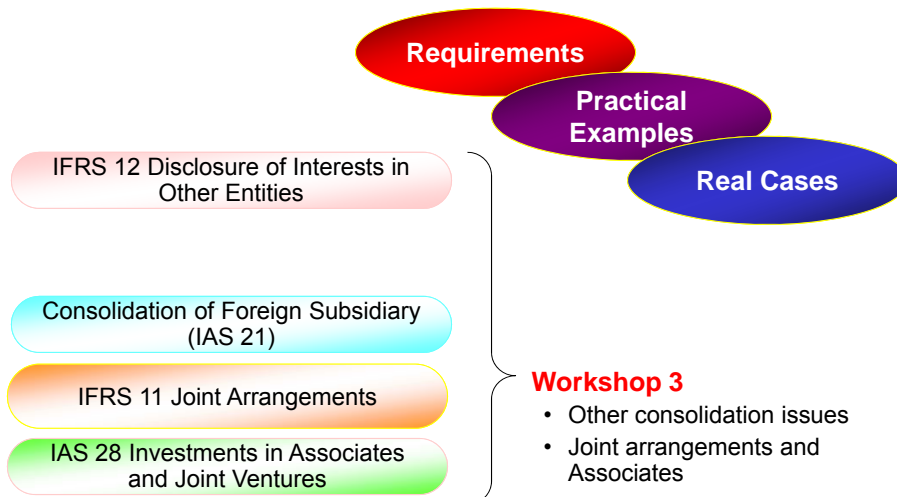 Requirements
Practical
Examples
Real Cases
IFRS 12 Disclosure of Interests in
Other Entities
Consolidation of Foreign Subsidiary
(IAS 21)
IFRS 11 Joint Arrangements
IAS 28 Investments in Associates
and Joint Ventures
Workshop 3
• Other consolidation issues
• Joint arrangements and
Associates